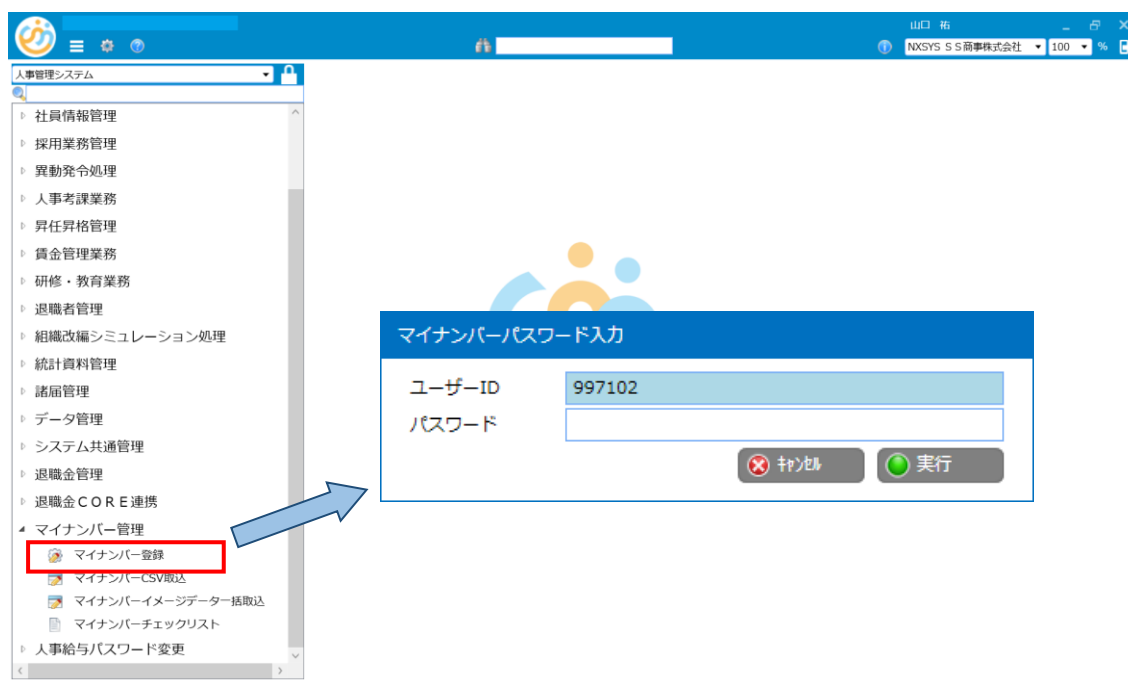 山口 祐
NXSYS ＳＳ商事株式会社 100 %
人事管理システム
社員情報管理
採用業務管理
異動発令処理
人事考課業務
昇任昇格管理
賃金管理業務
研修・教育業務
退職者管理
組織改編シミュレーション処理
統計資料管理
諸届管理
データ管理
システム共通管理
退職金管理
退職金ＣＯＲＥ連携
マイナンバー管理
マイナンバー登録
マイナンバーCSV取込
マイナンバーイメージデータ一括取込
マイナンバーチェックリスト
人事給与パスワード変更
マイナンバーパスワード入力
ユーザーID 997102
パスワード
ｷｬﾝｾﾙ 実行